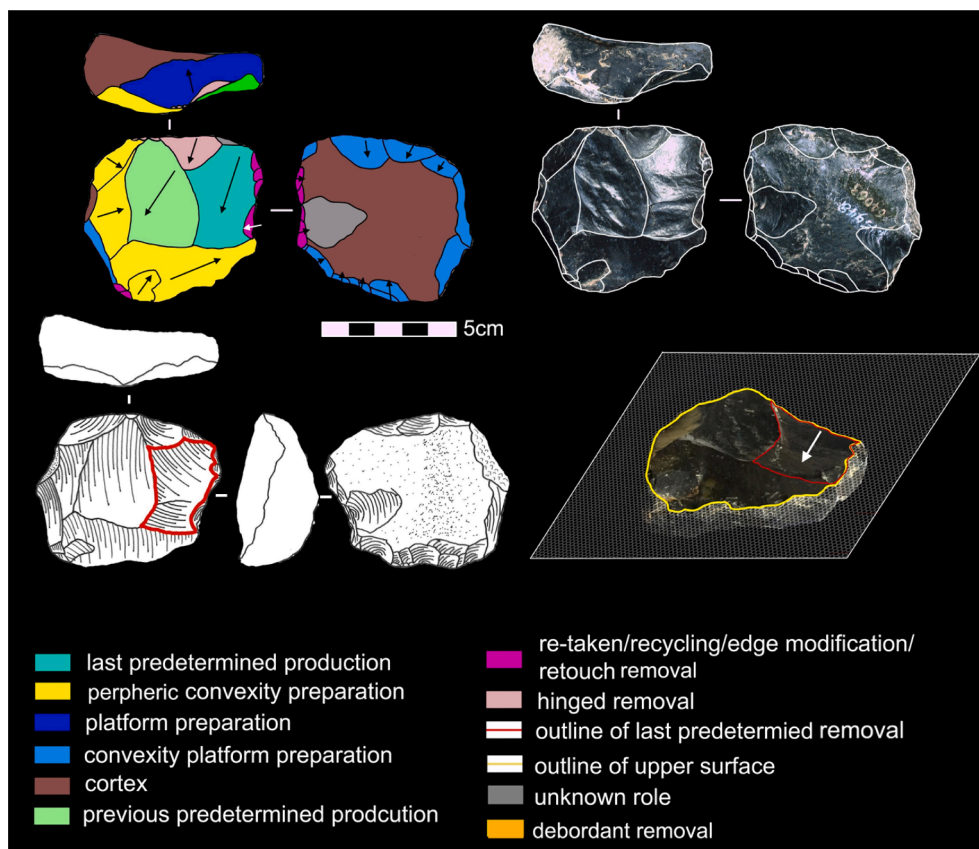 5cm
last predetermined production
perpheric convexity preparation
platform preparation
convexity platform preparation
cortex
previous predetermined prodcution
re-taken/recycling/edge modification/
retouch removal
hinged removal
outline of last predetermied removal
outline of upper surface
unknown role
debordant removal